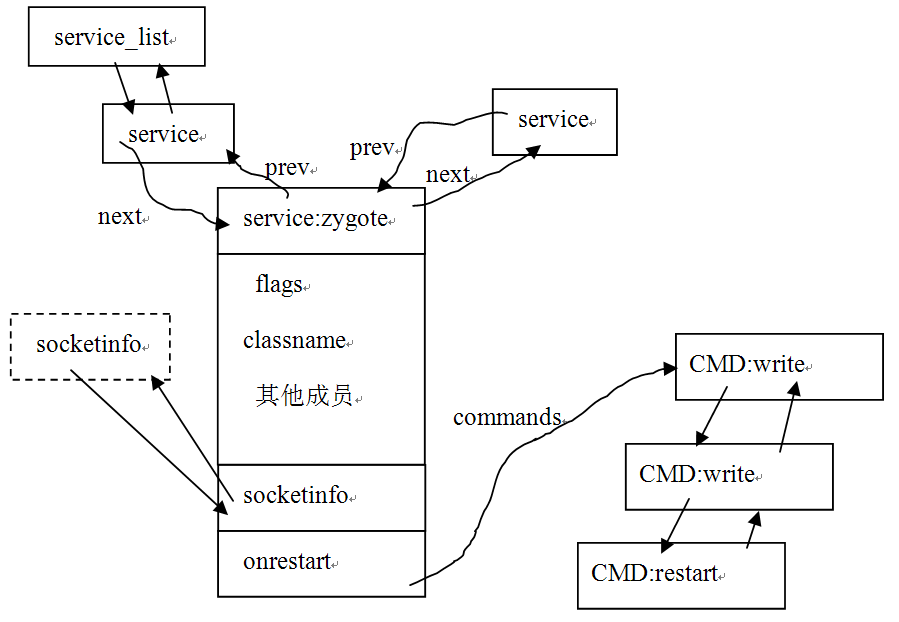 service_list
service
service
prev
prev
next
next
service:zygote
flags
socketinfo
classname
CMD:write
其他成员
commands
CMD:write
socketinfo
onrestart
CMD:restart